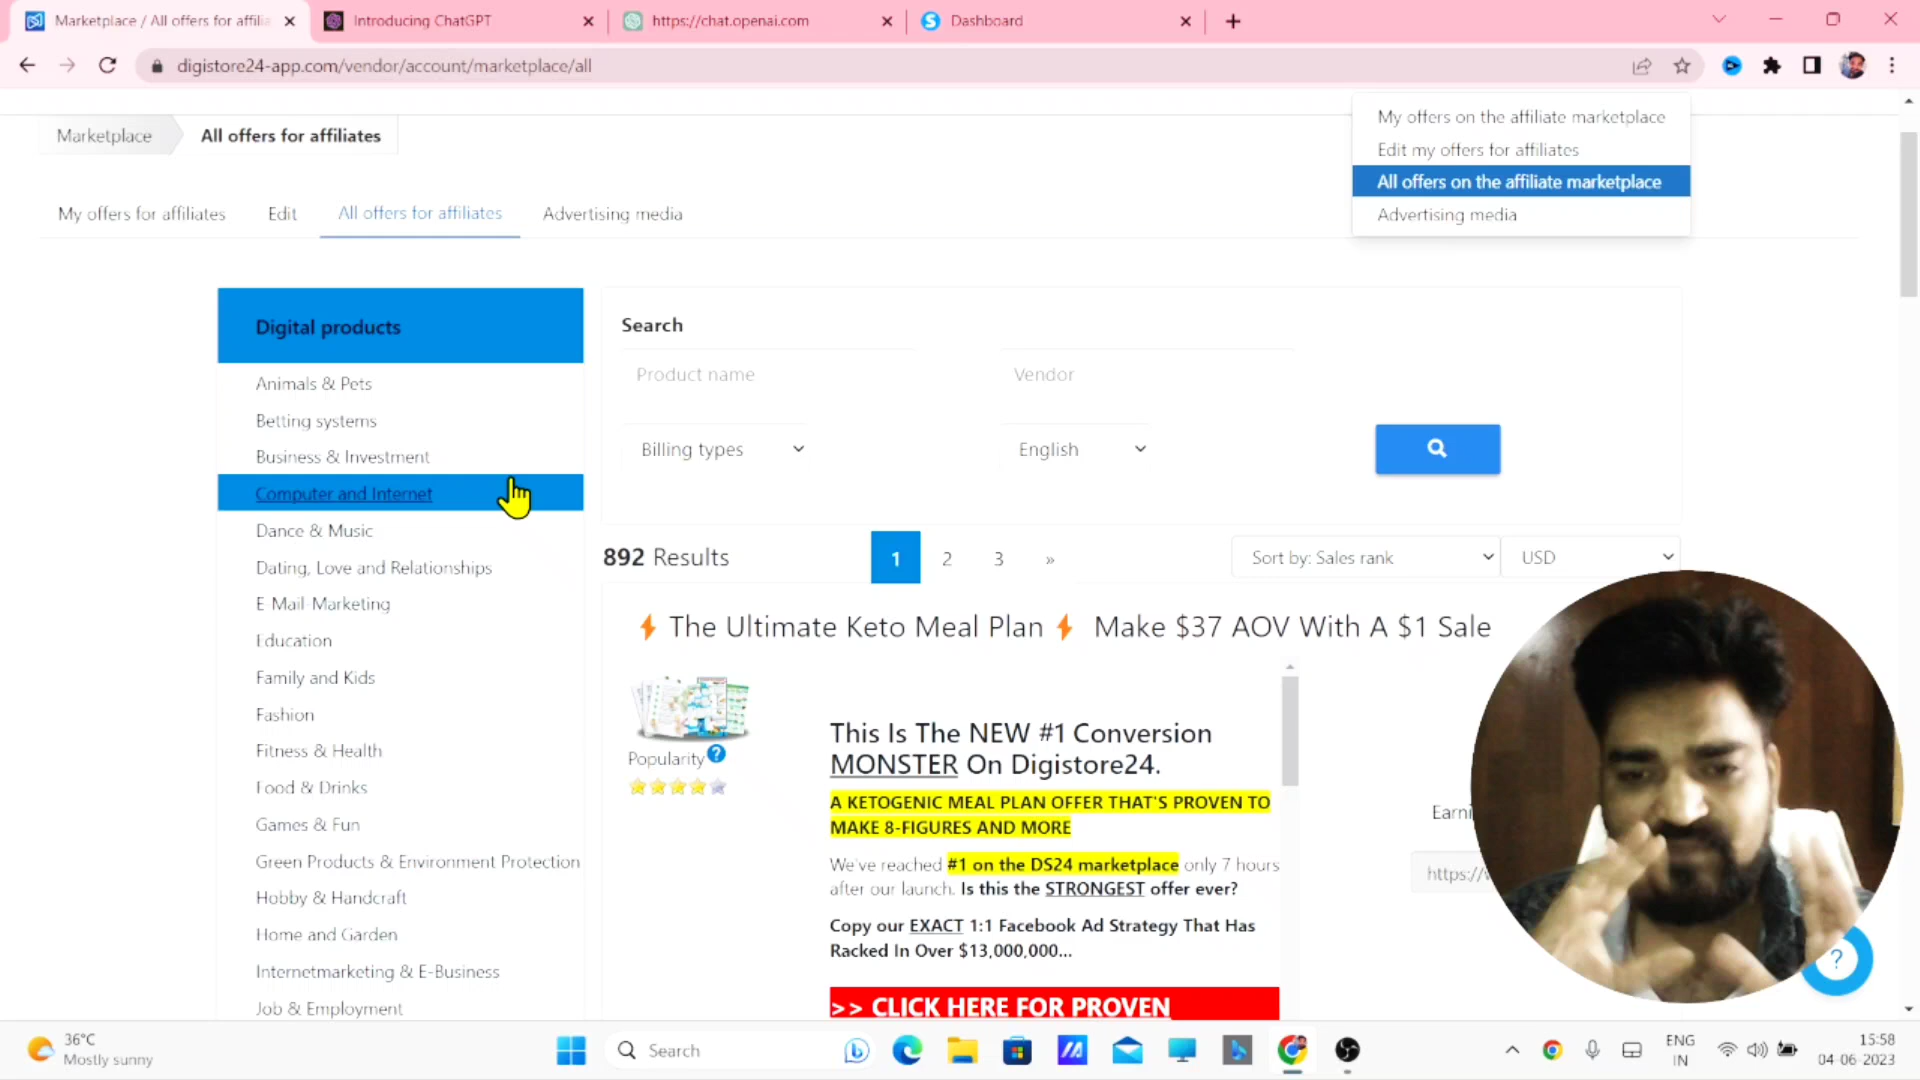 Marketplace / All offers for affilia
Introducing ChatGPT
https://chat.openai.com
Dashboard
digistore24-app.com/vendor/account/marketplace/all
My offers on the affiliate marketplace
Edit my offers for affiliates
All offers on the affiliate marketplace
Advertising media
Marketplace
All offers for affiliates
My offers for affiliates
Edit
All offers for affiliates
Advertising media
Digital products
Animals & Pets
Betting systems
Business & Investment
Computer and Internet
Dance & Music
Dating, Love and Relationships
E-Mail-Marketing
Education
Family and Kids
Fashion
Fitness & Health
Food & Drinks
Games & Fun
Green Products & Environment Protection
Hobby & Handcraft
Home and Garden
Internetmarketing & E-Business
Job & Employment
Search
Product name
Vendor
Billing types
English
892 Results
1 2 3 »
Sort by: Sales rank
USD
The Ultimate Keto Meal Plan Make $37 AOV With A $1 Sale
Popularity ?
This Is The NEW #1 Conversion
MONSTER On Digistore24.
A KETOGENIC MEAL PLAN OFFER THAT'S PROVEN TO
MAKE 8-FIGURES AND MORE
We've reached #1 on the DS24 marketplace only 7 hours
after our launch. Is this the STRONGEST offer ever?
Copy our EXACT 1:1 Facebook Ad Strategy That Has
Racked In Over $13,000,000...
>> CLICK HERE FOR PROVEN
Earni
https://
?
36°C
Mostly sunny
Search
ENG
IN
15:58
04-06-2023